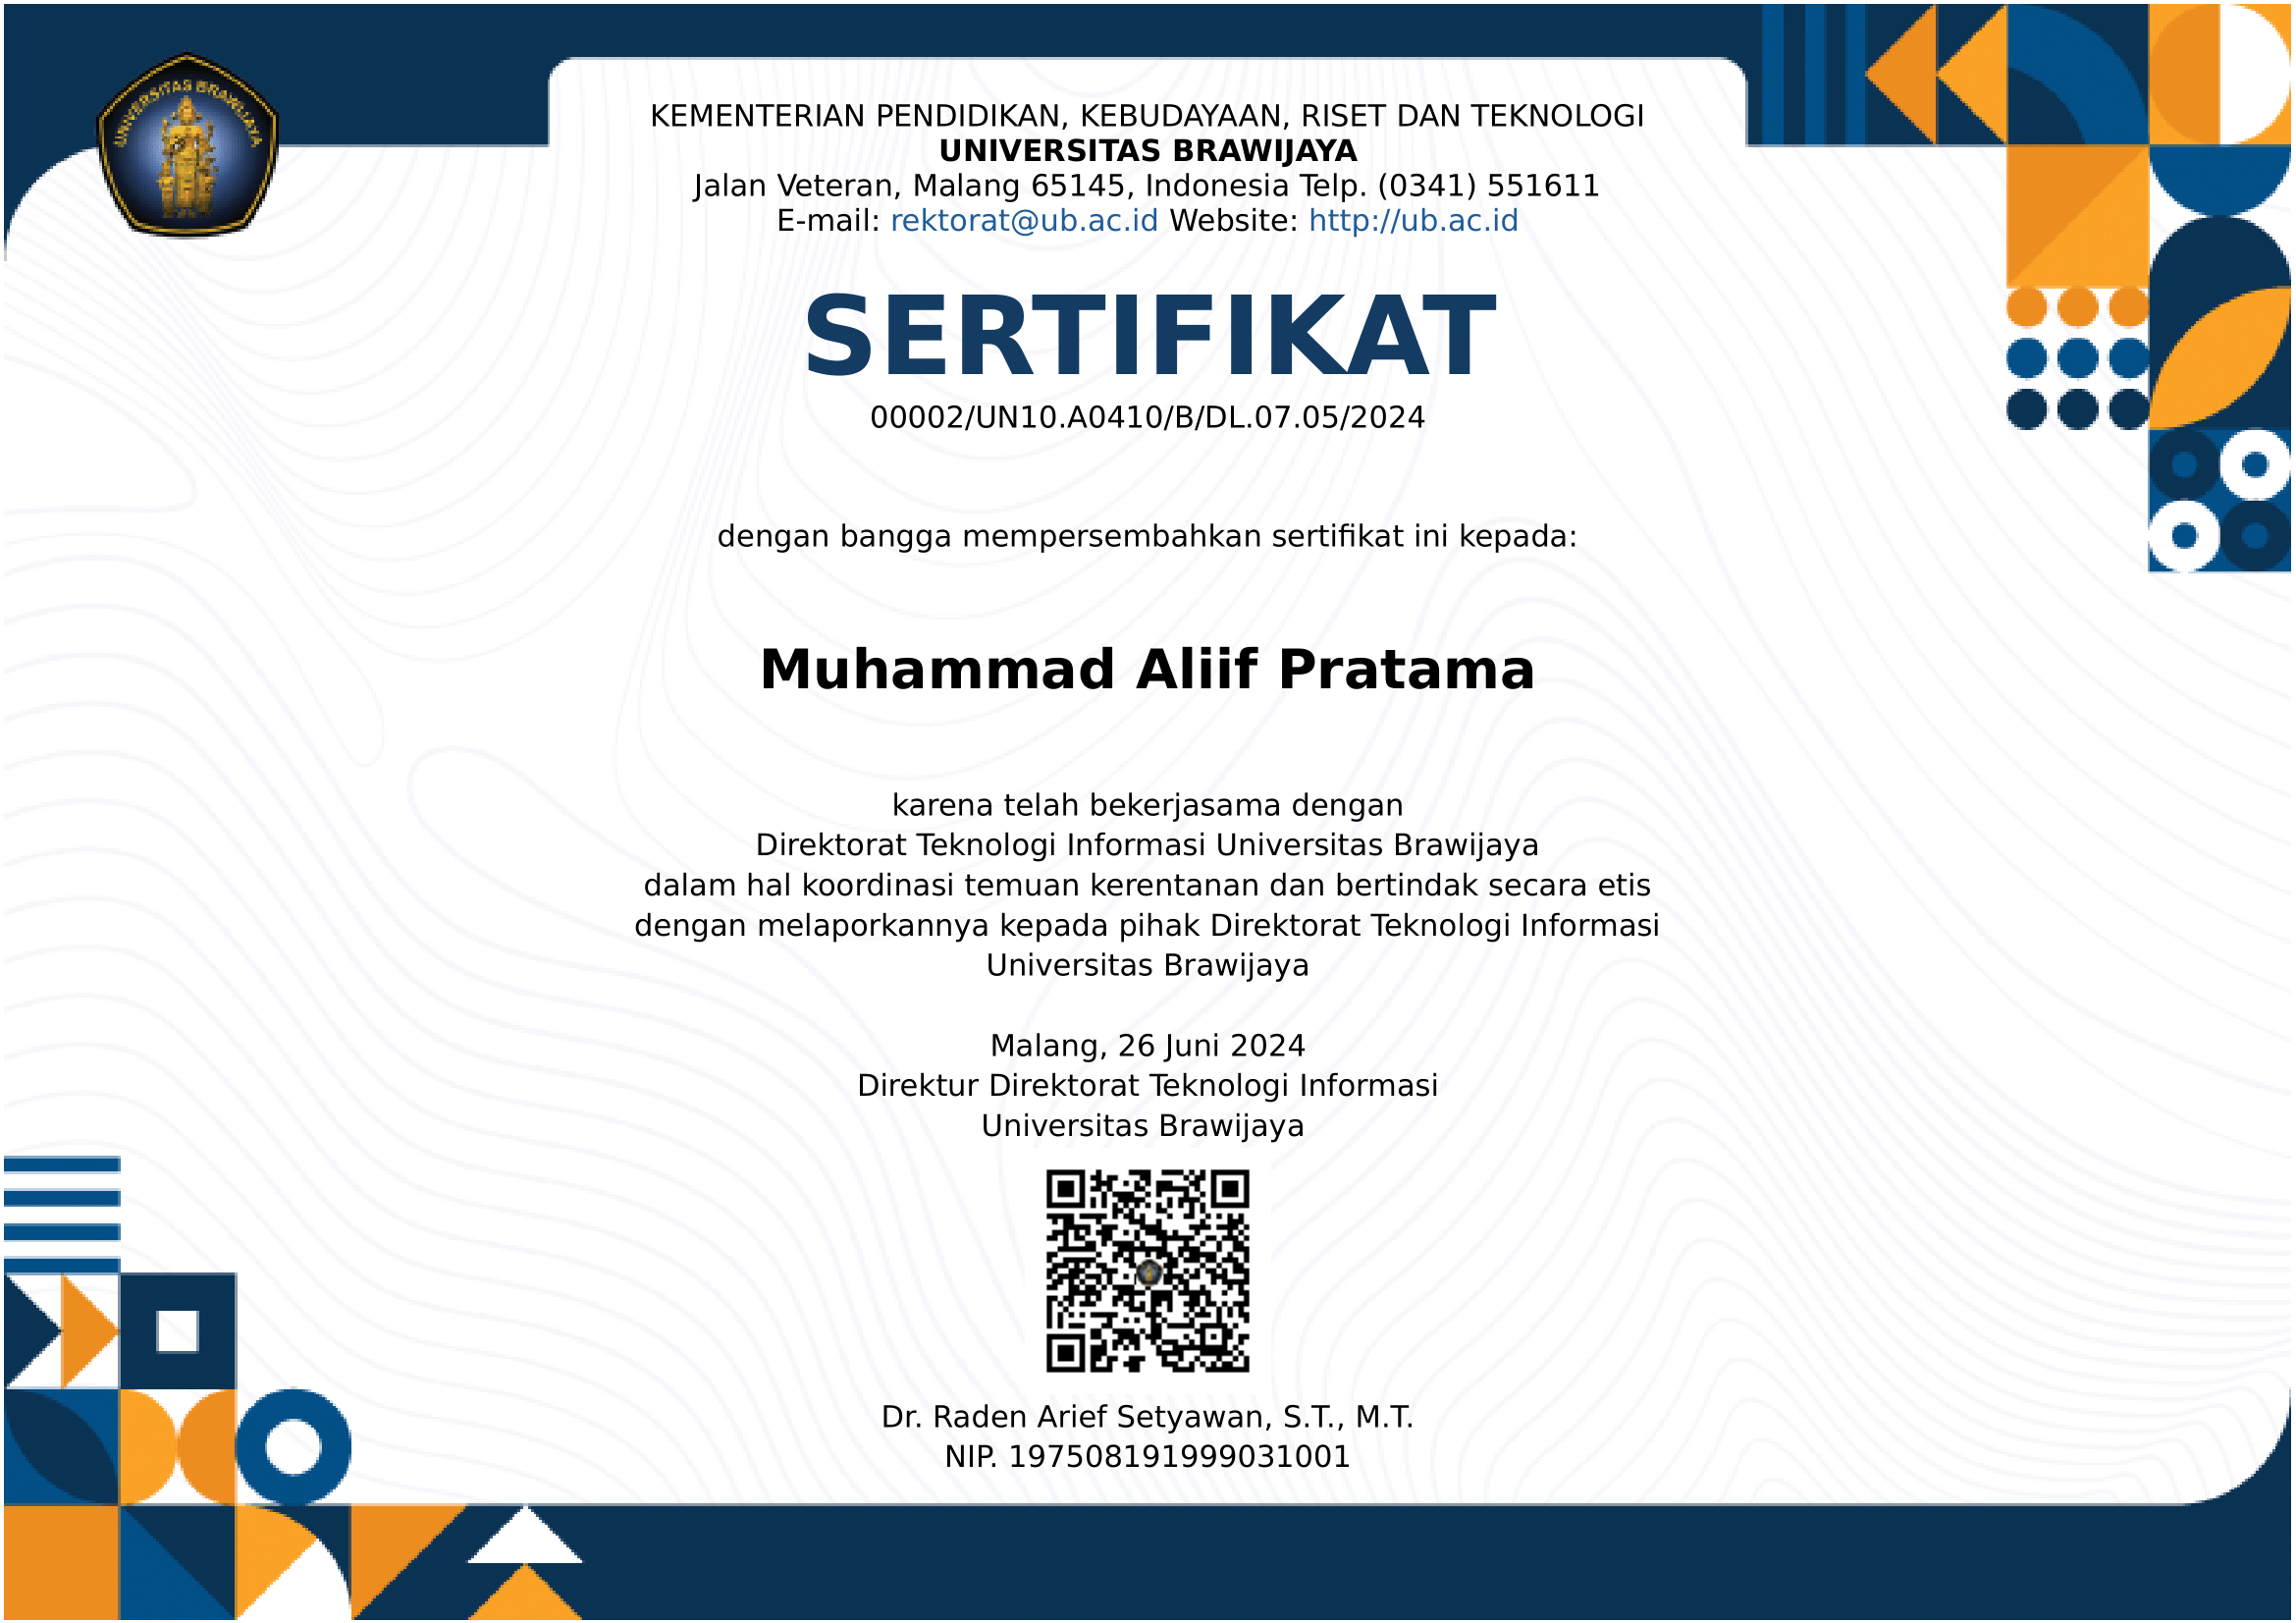 UNIVERSITAS BRAWIJAYA
KEMENTERIAN PENDIDIKAN, KEBUDAYAAN, RISET DAN TEKNOLOGI
UNIVERSITAS BRAWIJAYA
Jalan Veteran, Malang 65145, Indonesia Telp. (0341) 551611
E-mail: rektorat@ub.ac.id Website: http://ub.ac.id
SERTIFIKAT
00002/UN10.A0410/B/DL.07.05/2024
dengan bangga mempersembahkan sertifikat ini kepada:
Muhammad Aliif Pratama
karena telah bekerjasama dengan
Direktorat Teknologi Informasi Universitas Brawijaya
dalam hal koordinasi temuan kerentanan dan bertindak secara etis
dengan melaporkannya kepada pihak Direktorat Teknologi Informasi
Universitas Brawijaya
Malang, 26 Juni 2024
Direktur Direktorat Teknologi Informasi
Universitas Brawijaya
Dr. Raden Arief Setyawan, S.T., M.T.
NIP. 197508191999031001